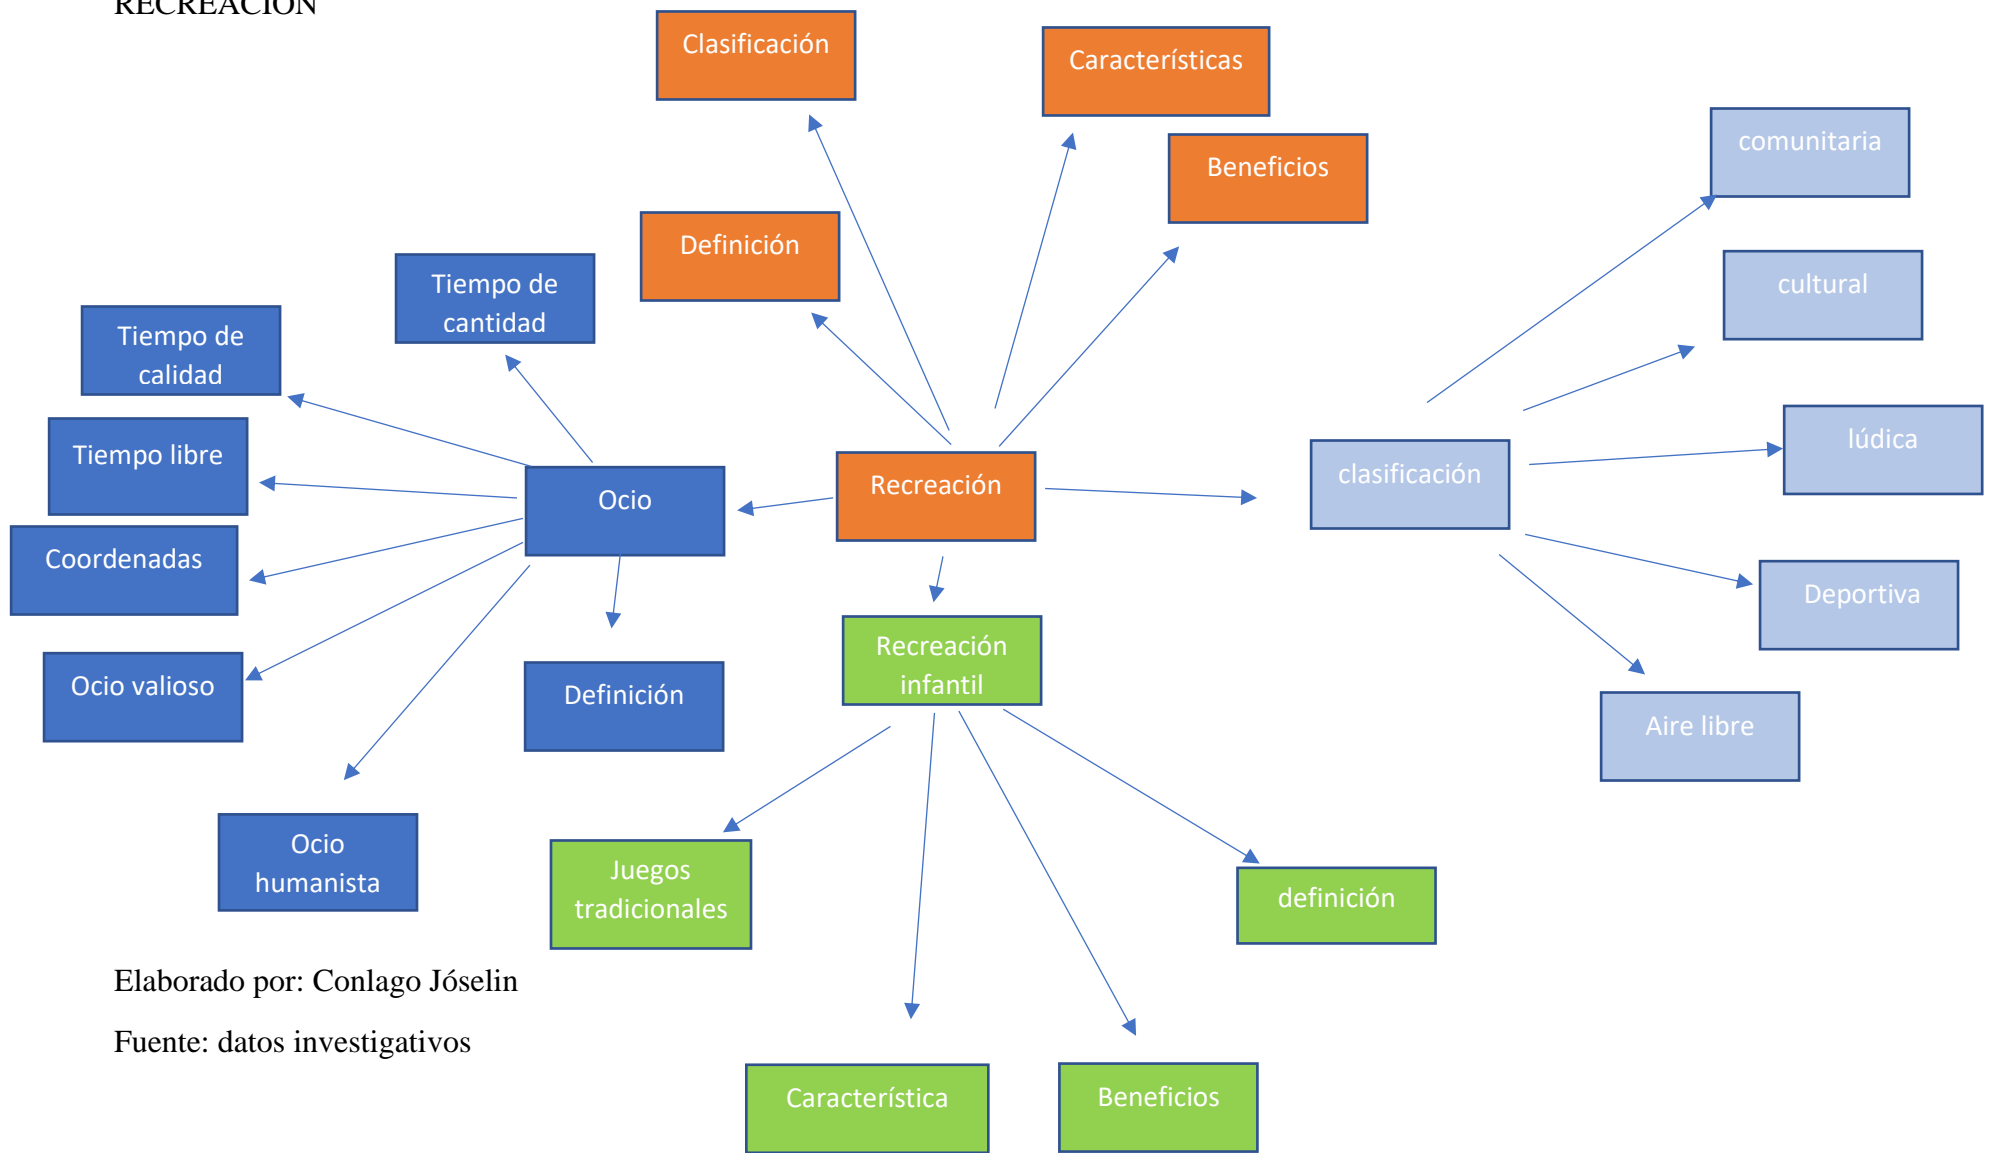 RECREACIÓN
Clasificación
Características
comunitaria
Beneficios
Definición
cultural
Tiempo de
cantidad
Tiempo de
calidad
lúdica
Tiempo libre
clasificación
Recreación
Ocio
Coordenadas
Deportiva
Recreación
infantil
Ocio valioso
Definición
Aire libre
Ocio
humanista
Juegos
tradicionales
definición
Elaborado por: Conlago Jóselin
Fuente: datos investigativos
Característica
Beneficios